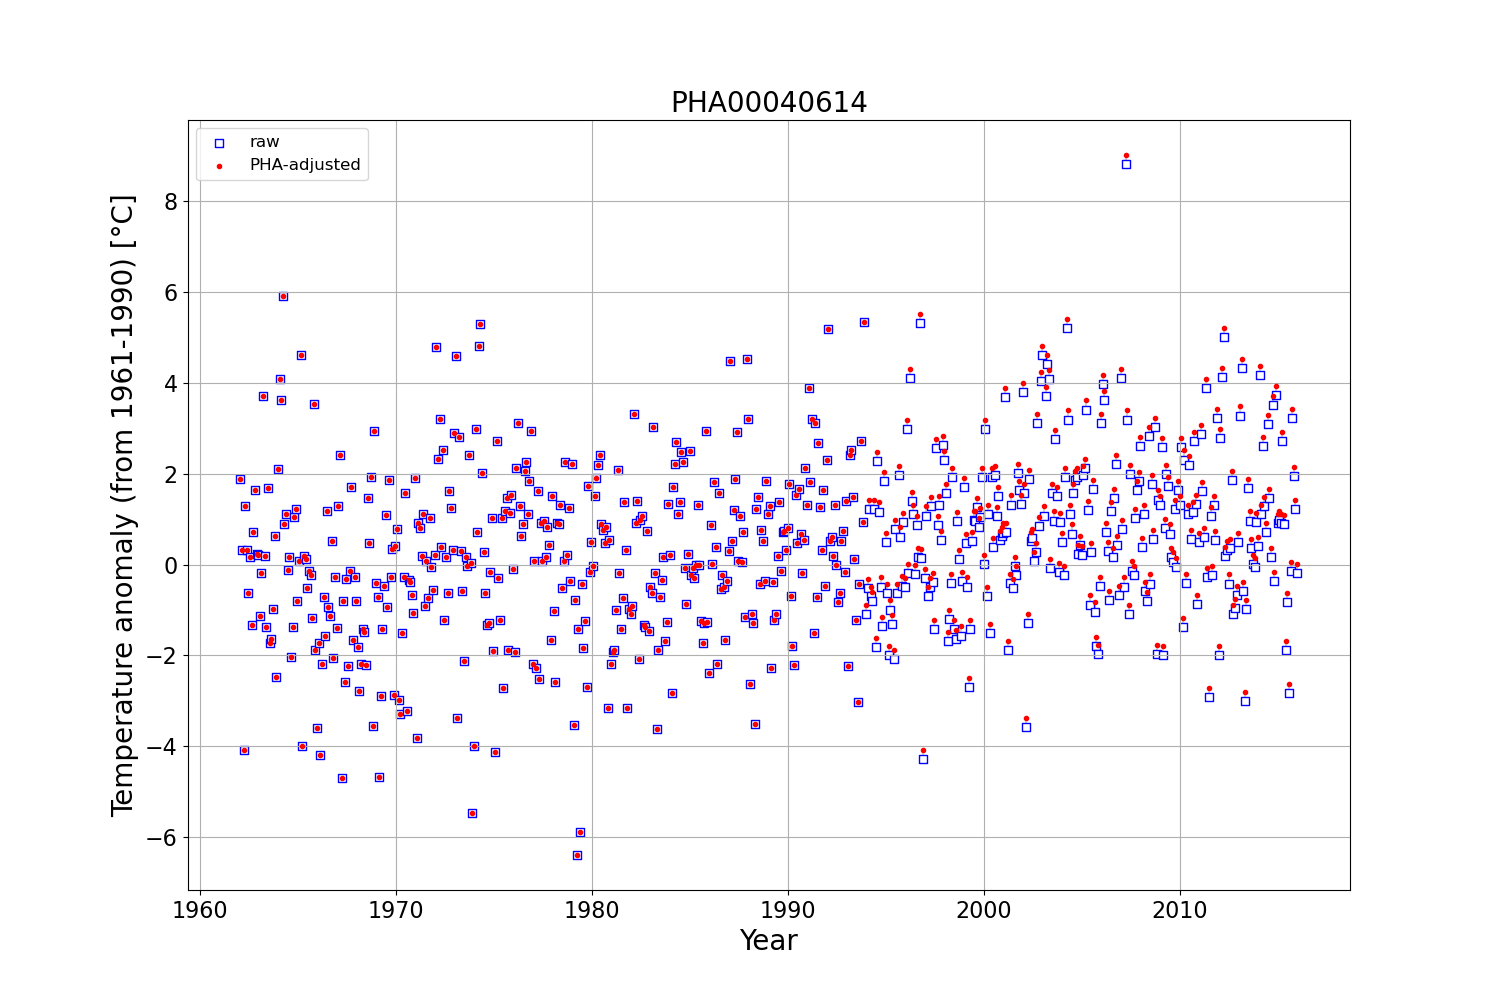 PHA00040614
raw
PHA-adjusted
Temperature anomaly (from 1961-1990) [°C]
8
6
4
2
0
−2
−4
−6
1960 1970 1980 1990 2000 2010
Year